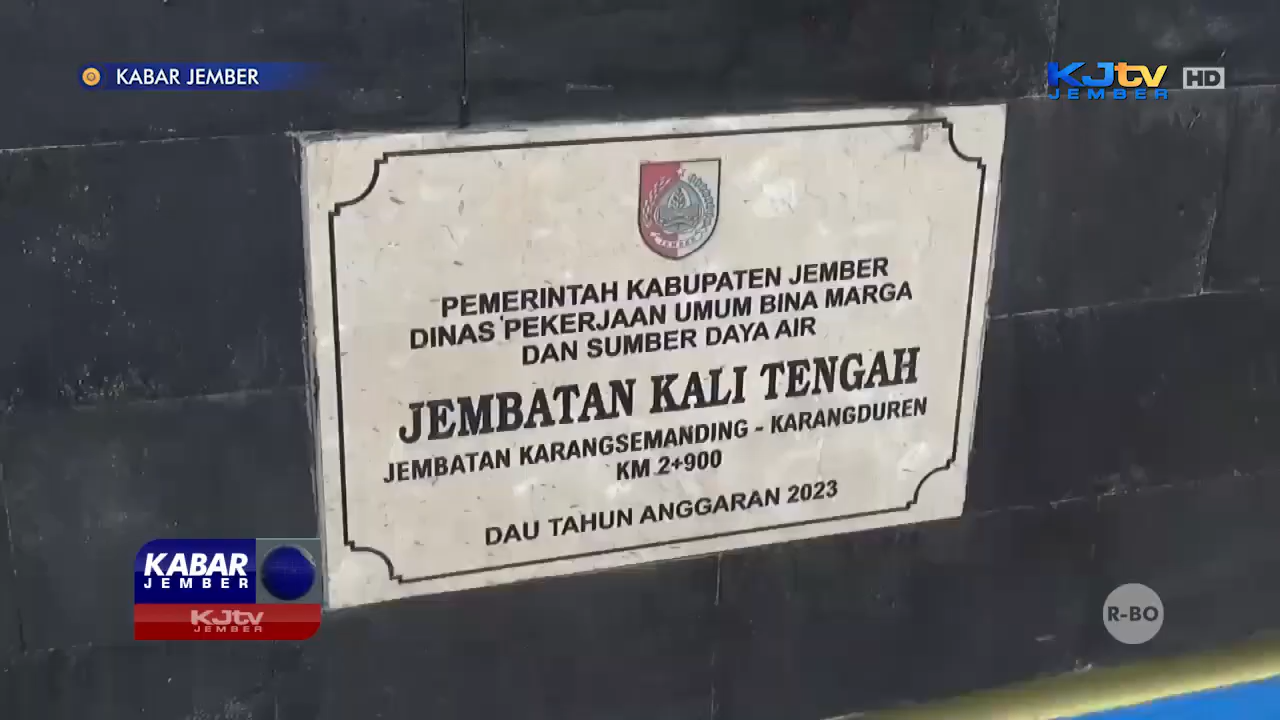 KABAR JEMBER
KJtv HD
JEMBER
JEMBER
PEMERINTAH KABUPATEN JEMBER
DINAS PEKERJAAN UMUM BINA MARGA
DAN SUMBER DAYA AIR
JEMBATAN KALI TENGAH
JEMBATAN KARANGSEMANDING - KARANGDUREN
KM 2+900
DAU TAHUN ANGGARAN 2023
KABAR
JEMBER
KJtv
JEMBER
R-BO